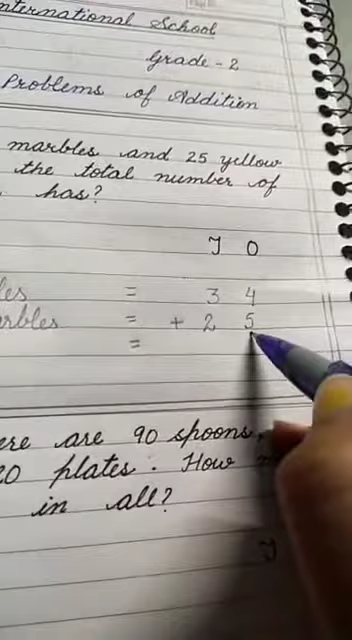 International School
Grade - 2
Problems of Addition
marbles and 25 yellow
the total number of
has?
T O
= 3 4
= + 2 5
=
are 90 spoons,
plates. How
in all?
T